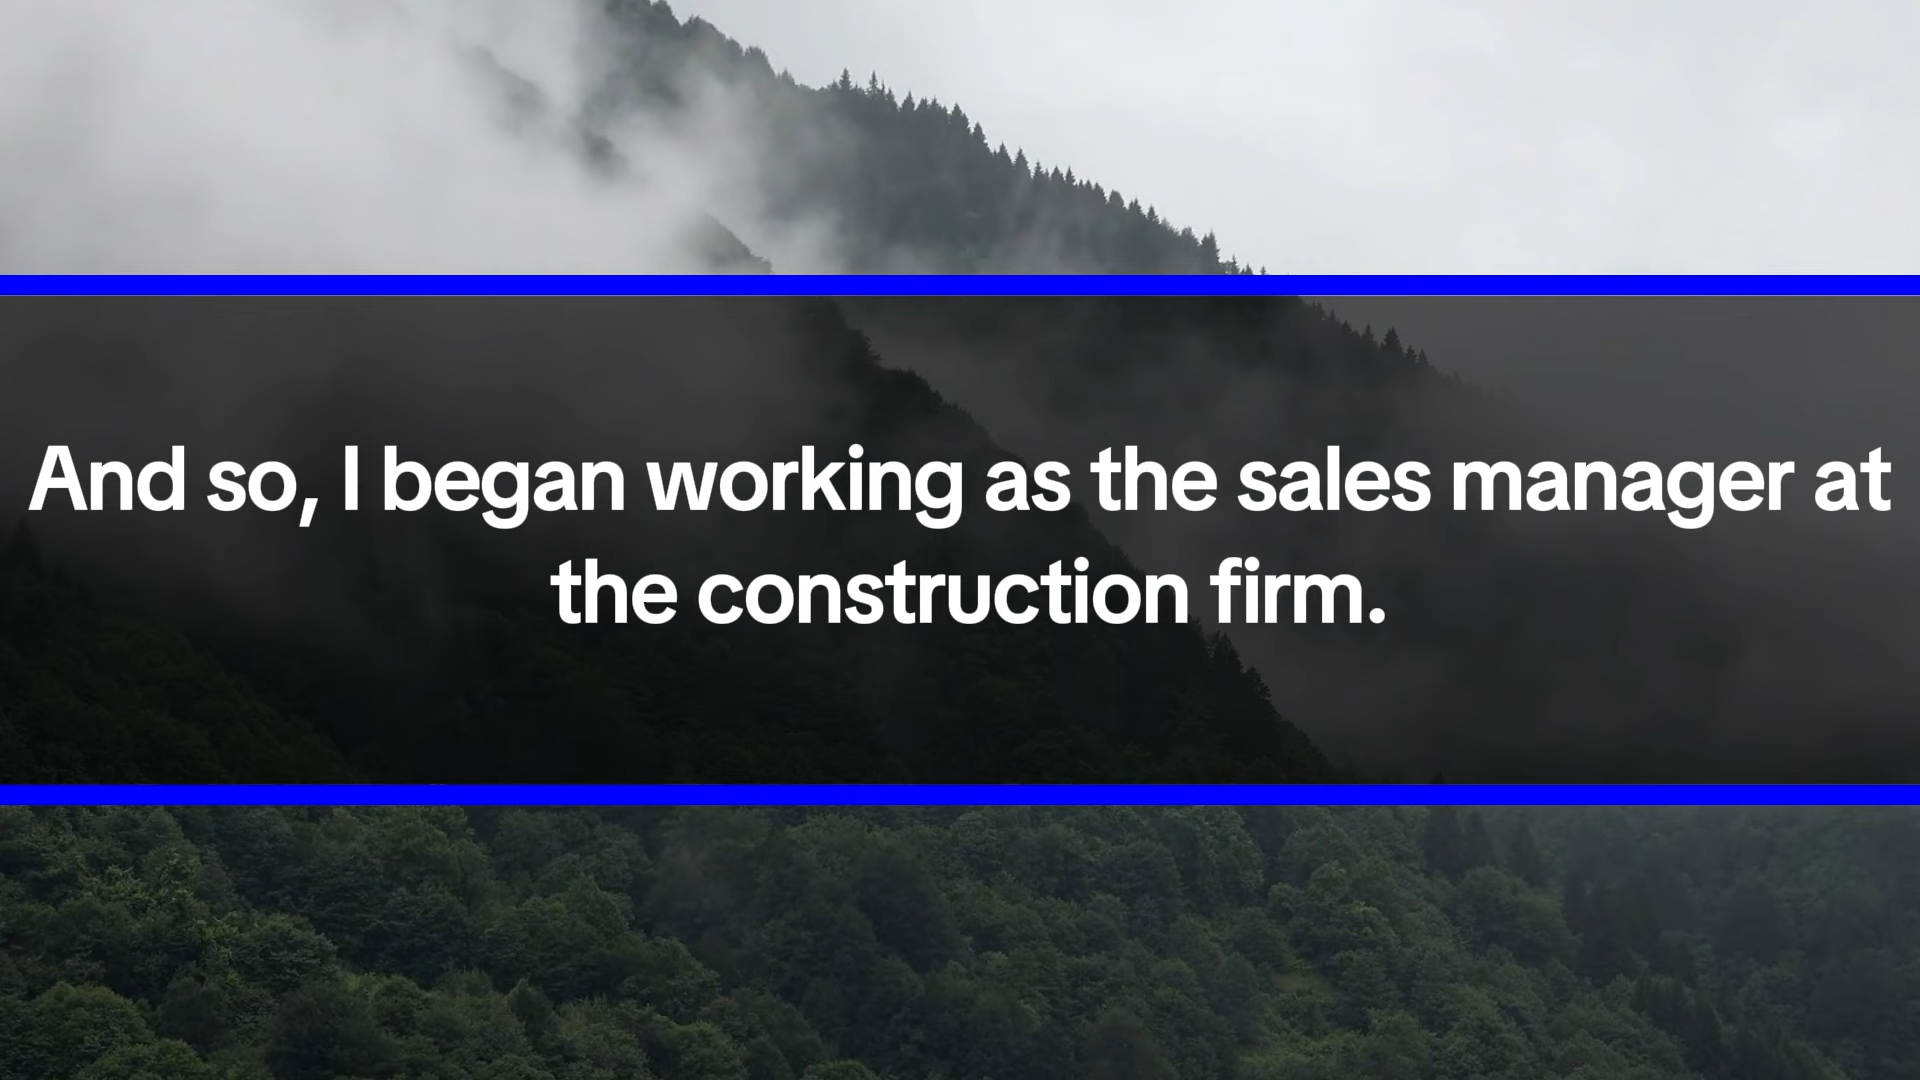 And so, I began working as the sales manager at
the construction firm.